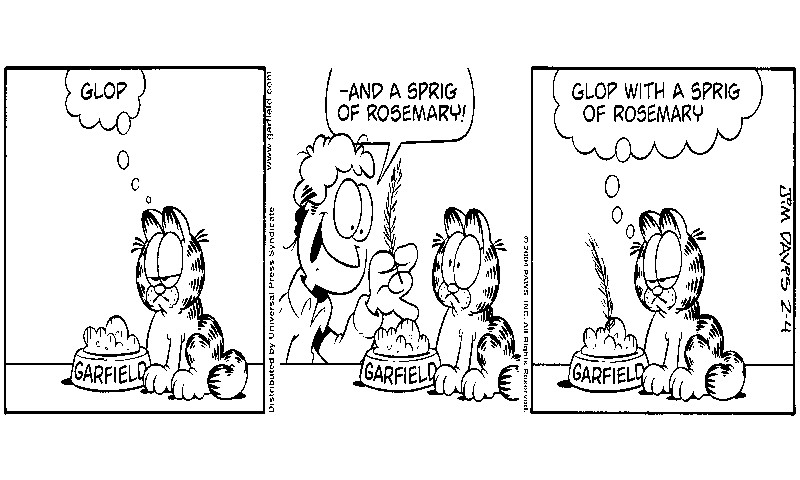 GLOP
GARFIELD
www.garfield.com
Distributed by Universal Press Syndicate
-AND A SPRIG
OF ROSEMARY!
GARFIELD
© 2004 PAWS, INC. All Rights Reserved.
GLOP WITH A SPRIG
OF ROSEMARY
GARFIELD
JIM DAVIS 2-4